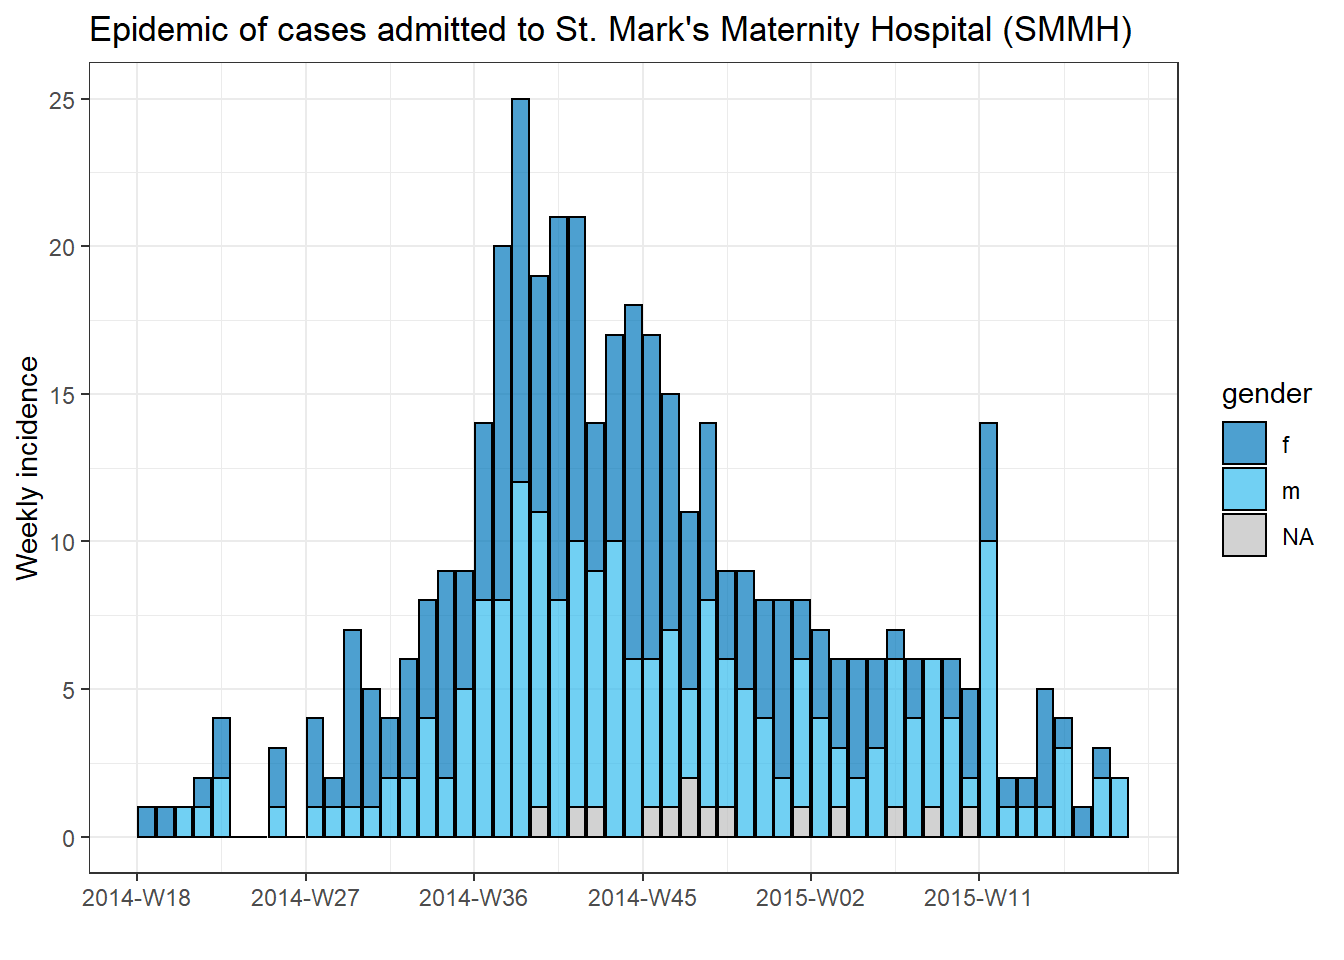 Epidemic of cases admitted to St. Mark's Maternity Hospital (SMMH)
25
20
15
10
5
0
Weekly incidence
2014-W18 2014-W27 2014-W36 2014-W45 2015-W02 2015-W11
gender
f
m
NA